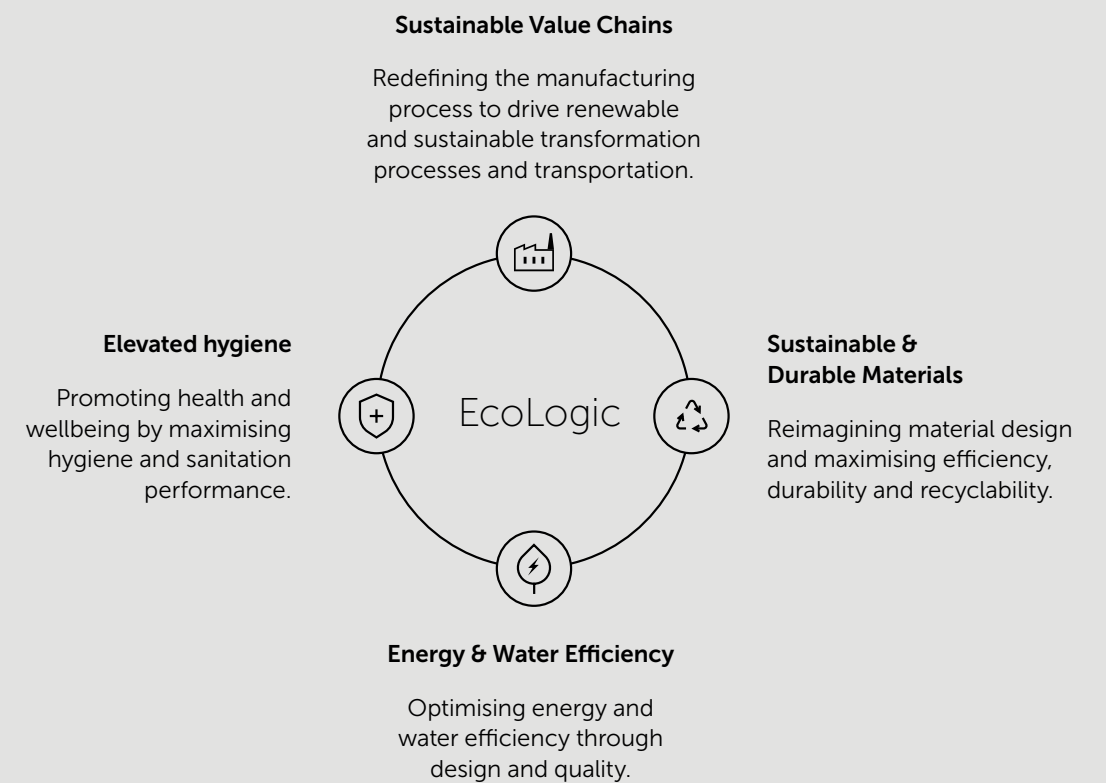 Sustainable Value Chains
Redefining the manufacturing
process to drive renewable
and sustainable transformation
processes and transportation.
Elevated hygiene
Promoting health and
wellbeing by maximising
hygiene and sanitation
performance.
EcoLogic
Sustainable &
Durable Materials
Reimagining material design
and maximising efficiency,
durability and recyclability.
Energy & Water Efficiency
Optimising energy and
water efficiency through
design and quality.